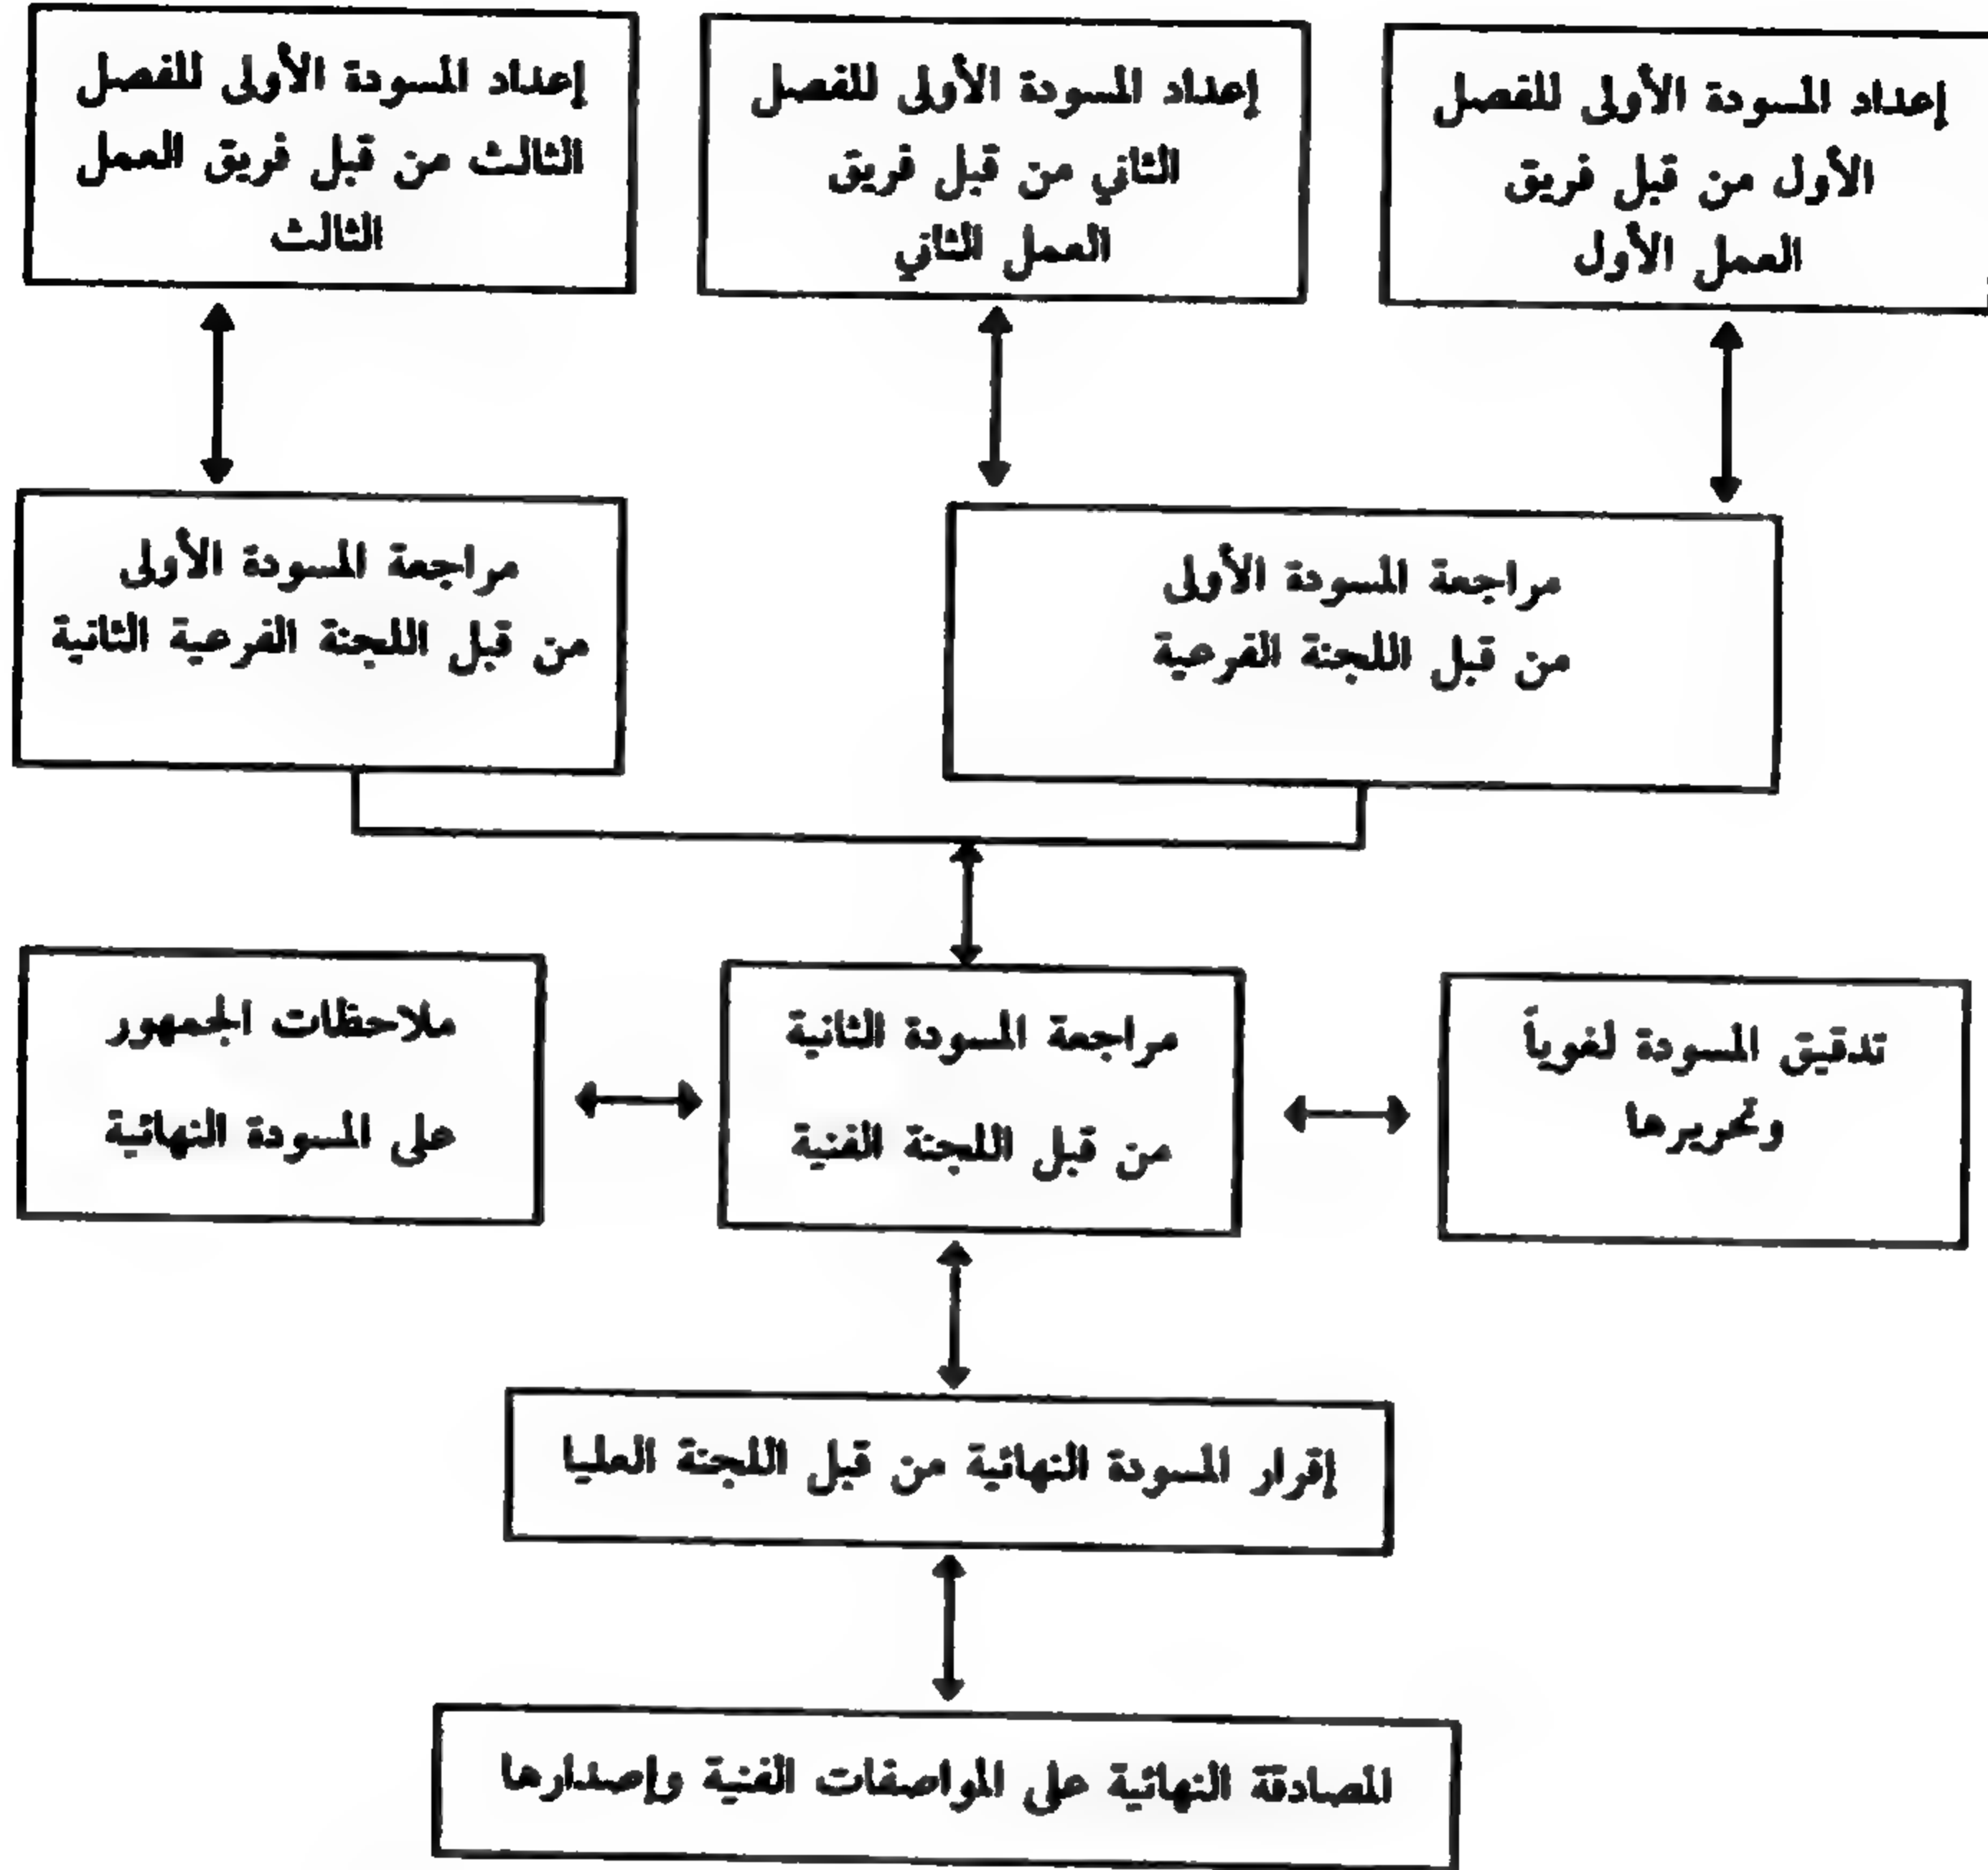 إعداد المسودة الأولى للفصل
الأول من قبل فريق
العمل الأول
إعداد المسودة الأولى للفصل
الثاني من قبل فريق
العمل الثاني
إعداد المسودة الأولى للفصل
الثالث من قبل فريق العمل
الثالث
مراجعة المسودة الأولى
من قبل اللجنة الفرعية
مراجعة المسودة الأولى
من قبل اللجنة الفرعية الثانية
تدقيق المسودة لغوياً
وتحريرها
مراجعة المسودة الثانية
من قبل اللجنة الفنية
ملاحظات الجمهور
على المسودة النهائية
إقرار المسودة النهائية من قبل اللجنة العليا
المصادقة النهائية على المواصفات الفنية وإصدارها